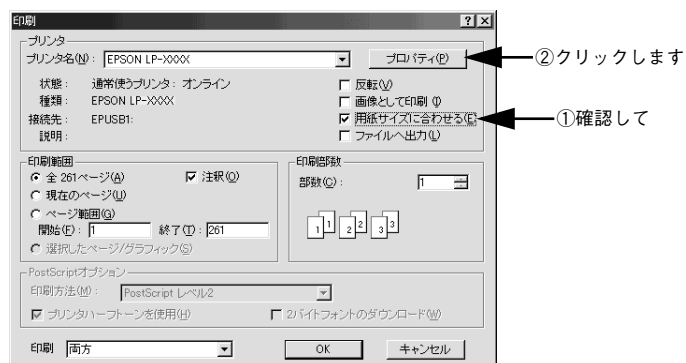 印刷
プリンタ
プリンタ名(N): EPSON LP-XXXX プロパティ(P) ②クリックします
状態: 通常使うプリンタ: オンライン 反転(V)
種類: EPSON LP-XXXX 画像として印刷(I)
接続先: EPUSB1: 用紙サイズに合わせる(E) ①確認して
説明: ファイルへ出力(L)
印刷範囲 印刷部数
全 261ページ(A) 注釈(O) 部数(C): 1
現在のページ(U)
ページ範囲(G)
開始(F): 1 終了(T): 261 1 1 2 2 3 3
選択したページ/グラフィック(S)
PostScriptオプション
印刷方法(M): PostScript レベル2
プリンタハーフトーンを使用(H) 2バイトフォントのダウンロード(W)
印刷 両方 OK キャンセル